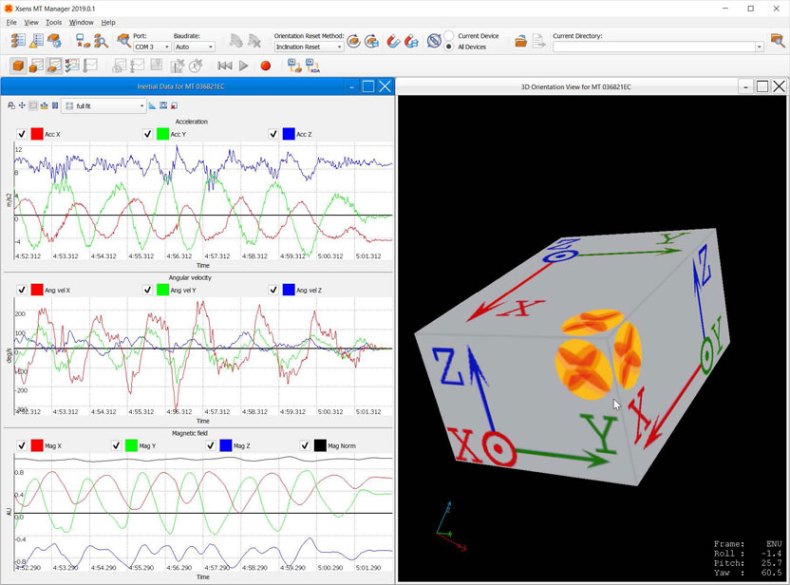 Xsens MT Manager 2019.0.1
File View Tools Window Help
Port: Baudrate: Orientation Reset Method: Current Device Current Directory:
COM 3 Auto Inclination Reset All Devices
XDA
Inertial Data for MT 036B21EC
3D Orientation View for MT 036B21EC
full fit
Acceleration
Acc X Acc Y Acc Z
12
8
4
0
-4
m/s2
4:52.312 4:53.312 4:54.312 4:55.312 4:56.312 4:57.312 4:58.312 4:59.312 5:00.312 5:01.312
Time
Angular velocity
Ang vel X Ang vel Y Ang vel Z
200
100
0
-100
-200
deg/s
4:52.312 4:53.312 4:54.312 4:55.312 4:56.312 4:57.312 4:58.312 4:59.312 5:00.312 5:01.312
Time
Magnetic field
Mag X Mag Y Mag Z Mag Norm
0.8
0.4
0.0
-0.4
AU
4:52.290 4:53.290 4:54.290 4:55.290 4:56.290 4:57.290 4:58.290 4:59.290 5:00.290 5:01.290
Time
Z Y X
Z Y X
Z X Y
Frame: ENU
Roll : -1.4
Pitch: 25.7
Yaw : 60.5